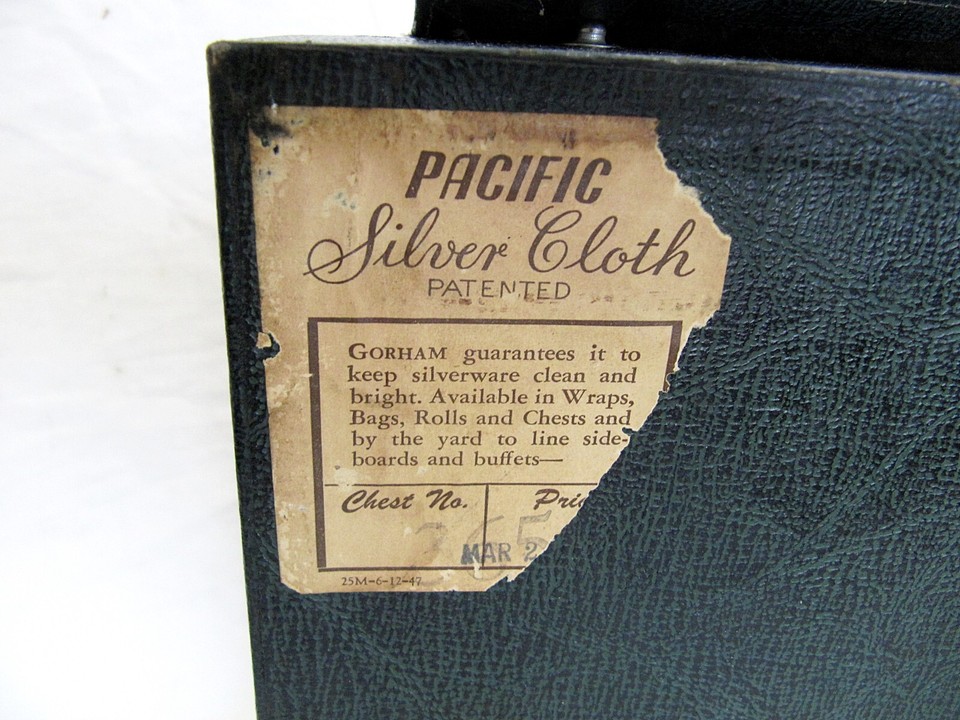 PACIFIC
Silver Cloth
PATENTED
GORHAM guarantees it to
keep silverware clean and
bright. Available in Wraps,
Bags, Rolls and Chests and
by the yard to line side-
boards and buffets—
Chest No. Pri
MAR 2
25M-6-12-47